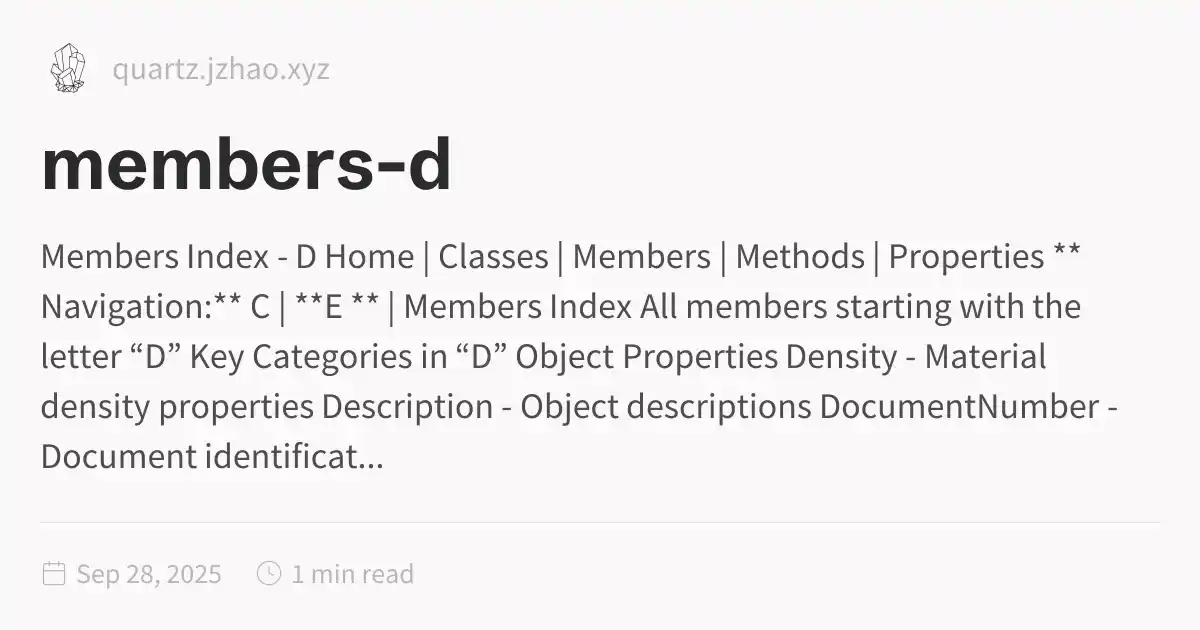 quartz.jzhao.xyz
members-d
Members Index - D Home | Classes | Members | Methods | Properties **
Navigation:** C | **E ** | Members Index All members starting with the
letter “D” Key Categories in “D” Object Properties Density - Material
density properties Description - Object descriptions DocumentNumber -
Document identificat...
Sep 28, 2025 1 min read